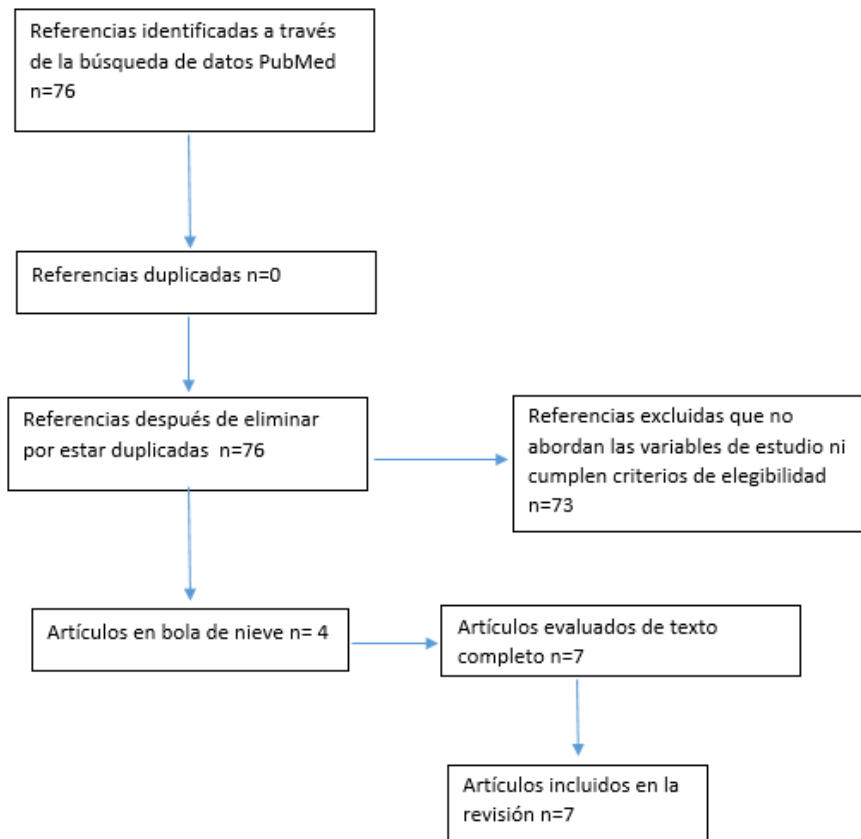 Referencias identificadas a través
de la búsqueda de datos PubMed
n=76
Referencias duplicadas n=0
Referencias después de eliminar
por estar duplicadas  n=76
Referencias excluidas que no
abordan las variables de estudio ni
cumplen criterios de elegibilidad
n=73
Artículos en bola de nieve n= 4
Artículos evaluados de texto
completo n=7
Artículos incluidos en la
revisión n=7